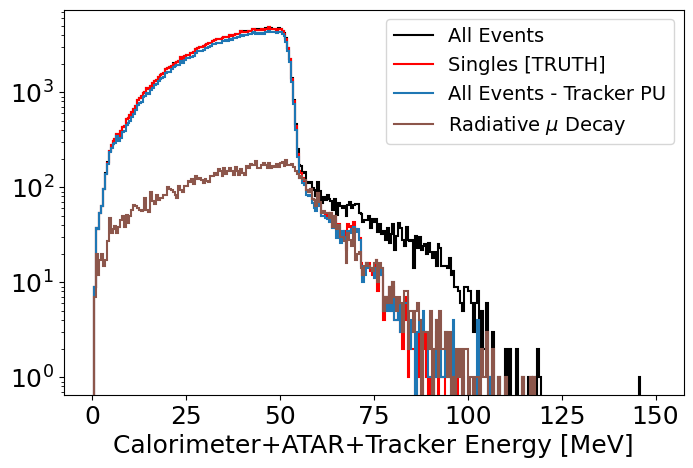 All Events
Singles [TRUTH]
All Events - Tracker PU
Radiative μ Decay
10³
10²
10¹
10⁰
0 25 50 75 100 125 150
Calorimeter+ATAR+Tracker Energy [MeV]